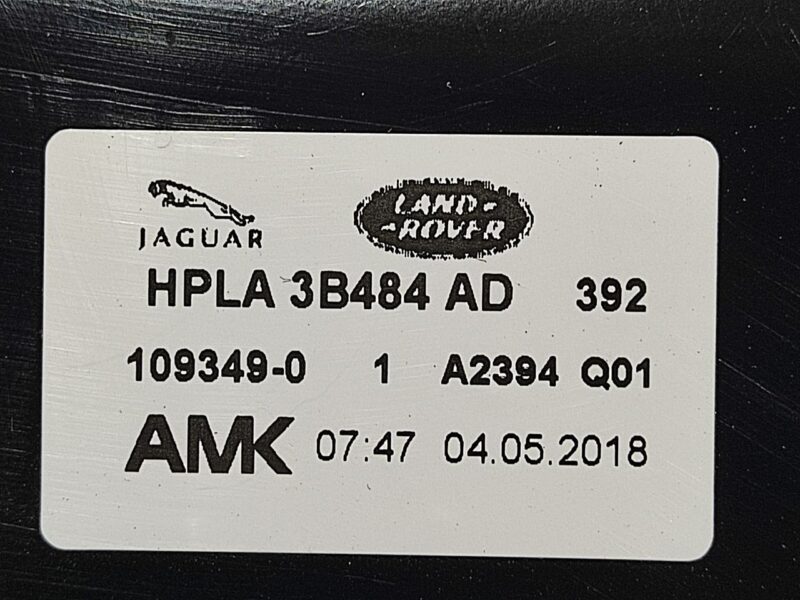 JAGUAR LAND-
-ROVER
HPLA 3B484 AD 392
109349-0 1 A2394 Q01
AMK 07:47 04.05.2018